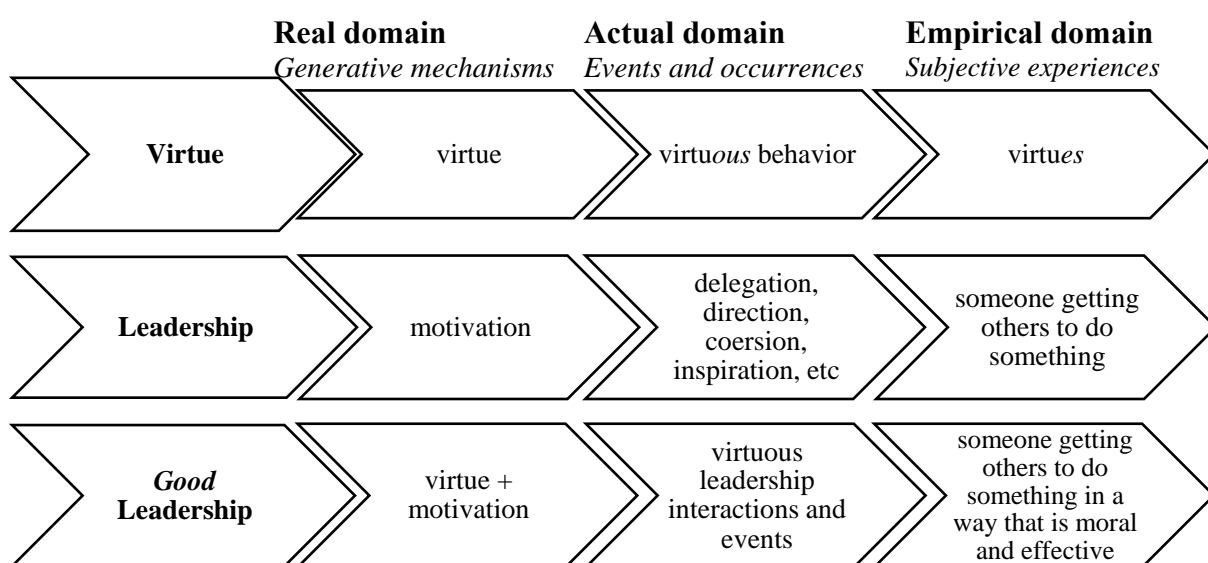 Real domain
Generative mechanisms
Actual domain
Events and occurrences
Empirical domain
Subjective experiences
Virtue
virtue
virtuous behavior
virtues
Leadership
motivation
delegation,
direction,
coersion,
inspiration, etc
someone getting
others to do
something
Good
Leadership
virtue +
motivation
virtuous
leadership
interactions and
events
someone getting
others to do
something in a
way that is moral
and effective